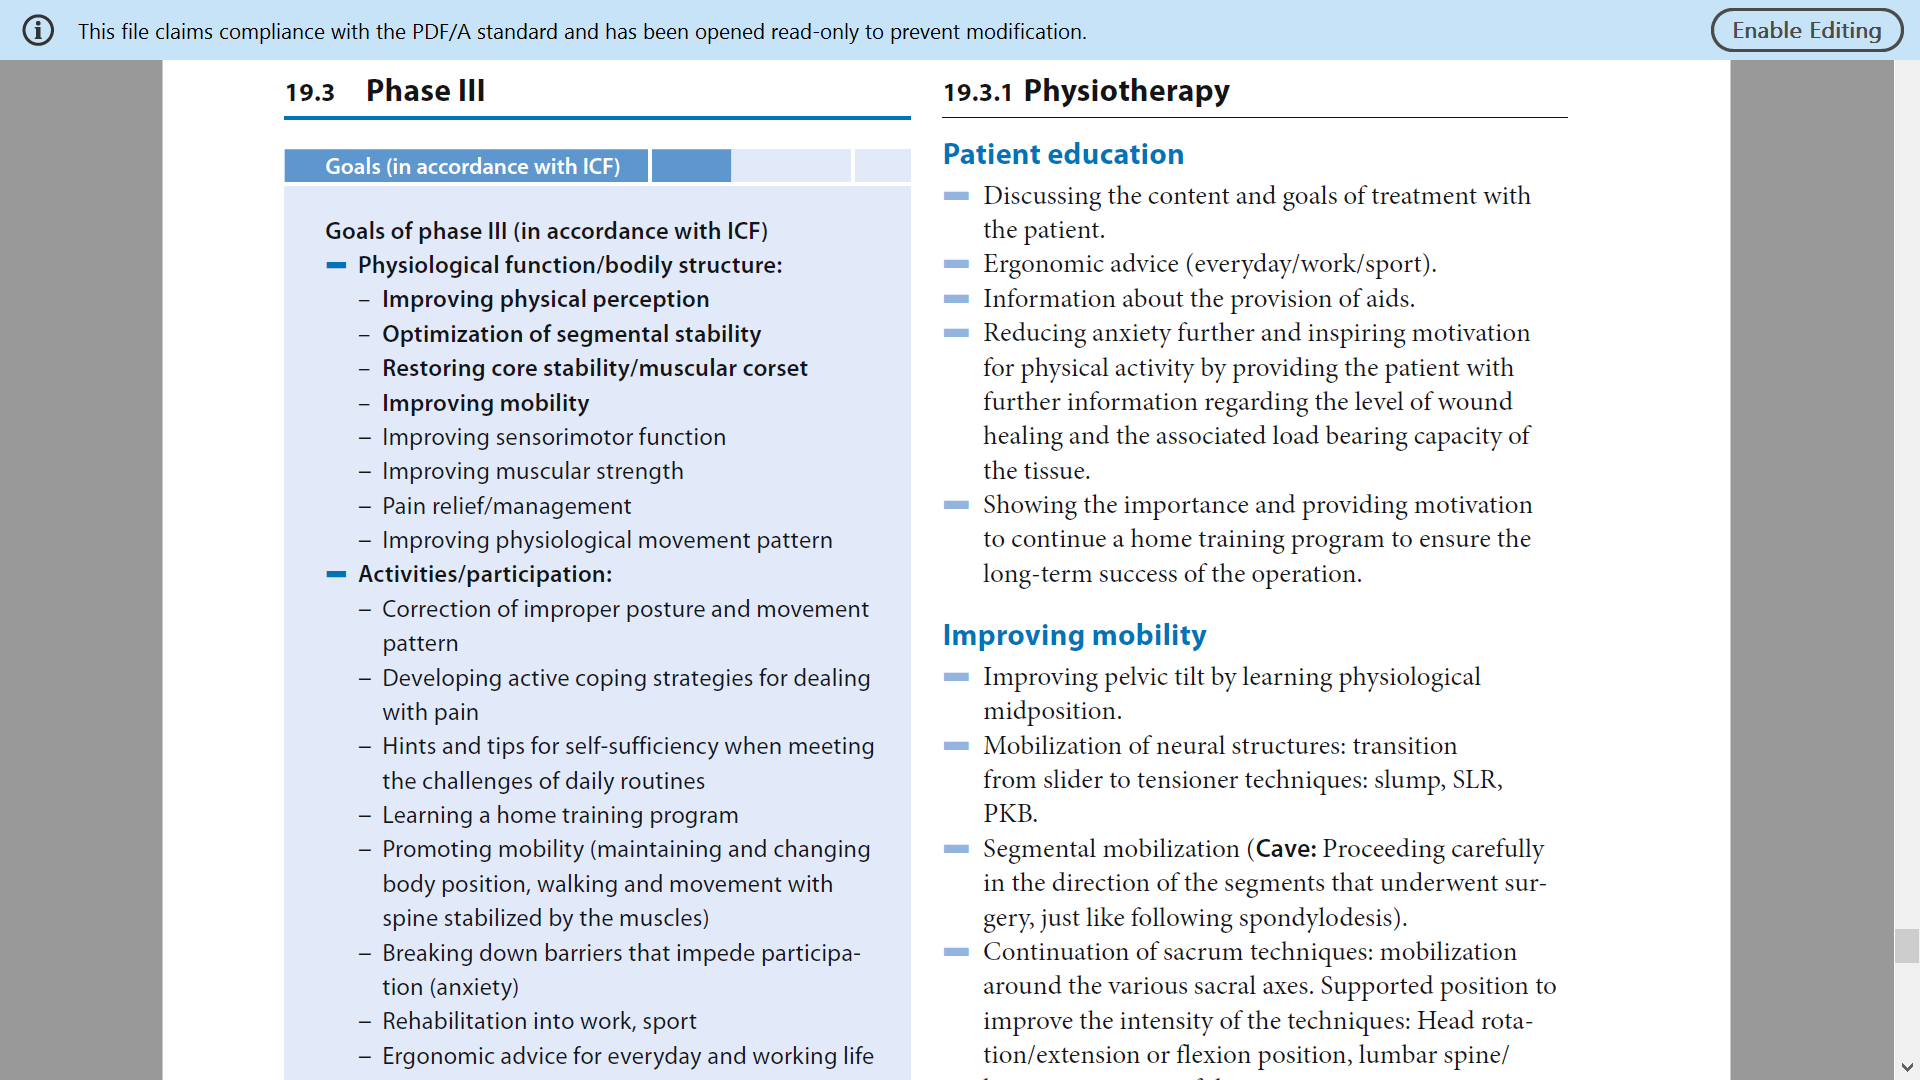 This file claims compliance with the PDF/A standard and has been opened read-only to prevent modification.
Enable Editing
19.3 Phase III
Goals (in accordance with ICF)
Goals of phase III (in accordance with ICF)
Physiological function/bodily structure:
– Improving physical perception
– Optimization of segmental stability
– Restoring core stability/muscular corset
– Improving mobility
– Improving sensorimotor function
– Improving muscular strength
– Pain relief/management
– Improving physiological movement pattern
Activities/participation:
– Correction of improper posture and movement
pattern
– Developing active coping strategies for dealing
with pain
– Hints and tips for self-sufficiency when meeting
the challenges of daily routines
– Learning a home training program
– Promoting mobility (maintaining and changing
body position, walking and movement with
spine stabilized by the muscles)
– Breaking down barriers that impede participa-
tion (anxiety)
– Rehabilitation into work, sport
– Ergonomic advice for everyday and working life
19.3.1 Physiotherapy
Patient education
Discussing the content and goals of treatment with
the patient.
Ergonomic advice (everyday/work/sport).
Information about the provision of aids.
Reducing anxiety further and inspiring motivation
for physical activity by providing the patient with
further information regarding the level of wound
healing and the associated load bearing capacity of
the tissue.
Showing the importance and providing motivation
to continue a home training program to ensure the
long-term success of the operation.
Improving mobility
Improving pelvic tilt by learning physiological
midposition.
Mobilization of neural structures: transition
from slider to tensioner techniques: slump, SLR,
PKB.
Segmental mobilization (Cave: Proceeding carefully
in the direction of the segments that underwent sur-
gery, just like following spondylodesis).
Continuation of sacrum techniques: mobilization
around the various sacral axes. Supported position to
improve the intensity of the techniques: Head rota-
tion/extension or flexion position, lumbar spine/